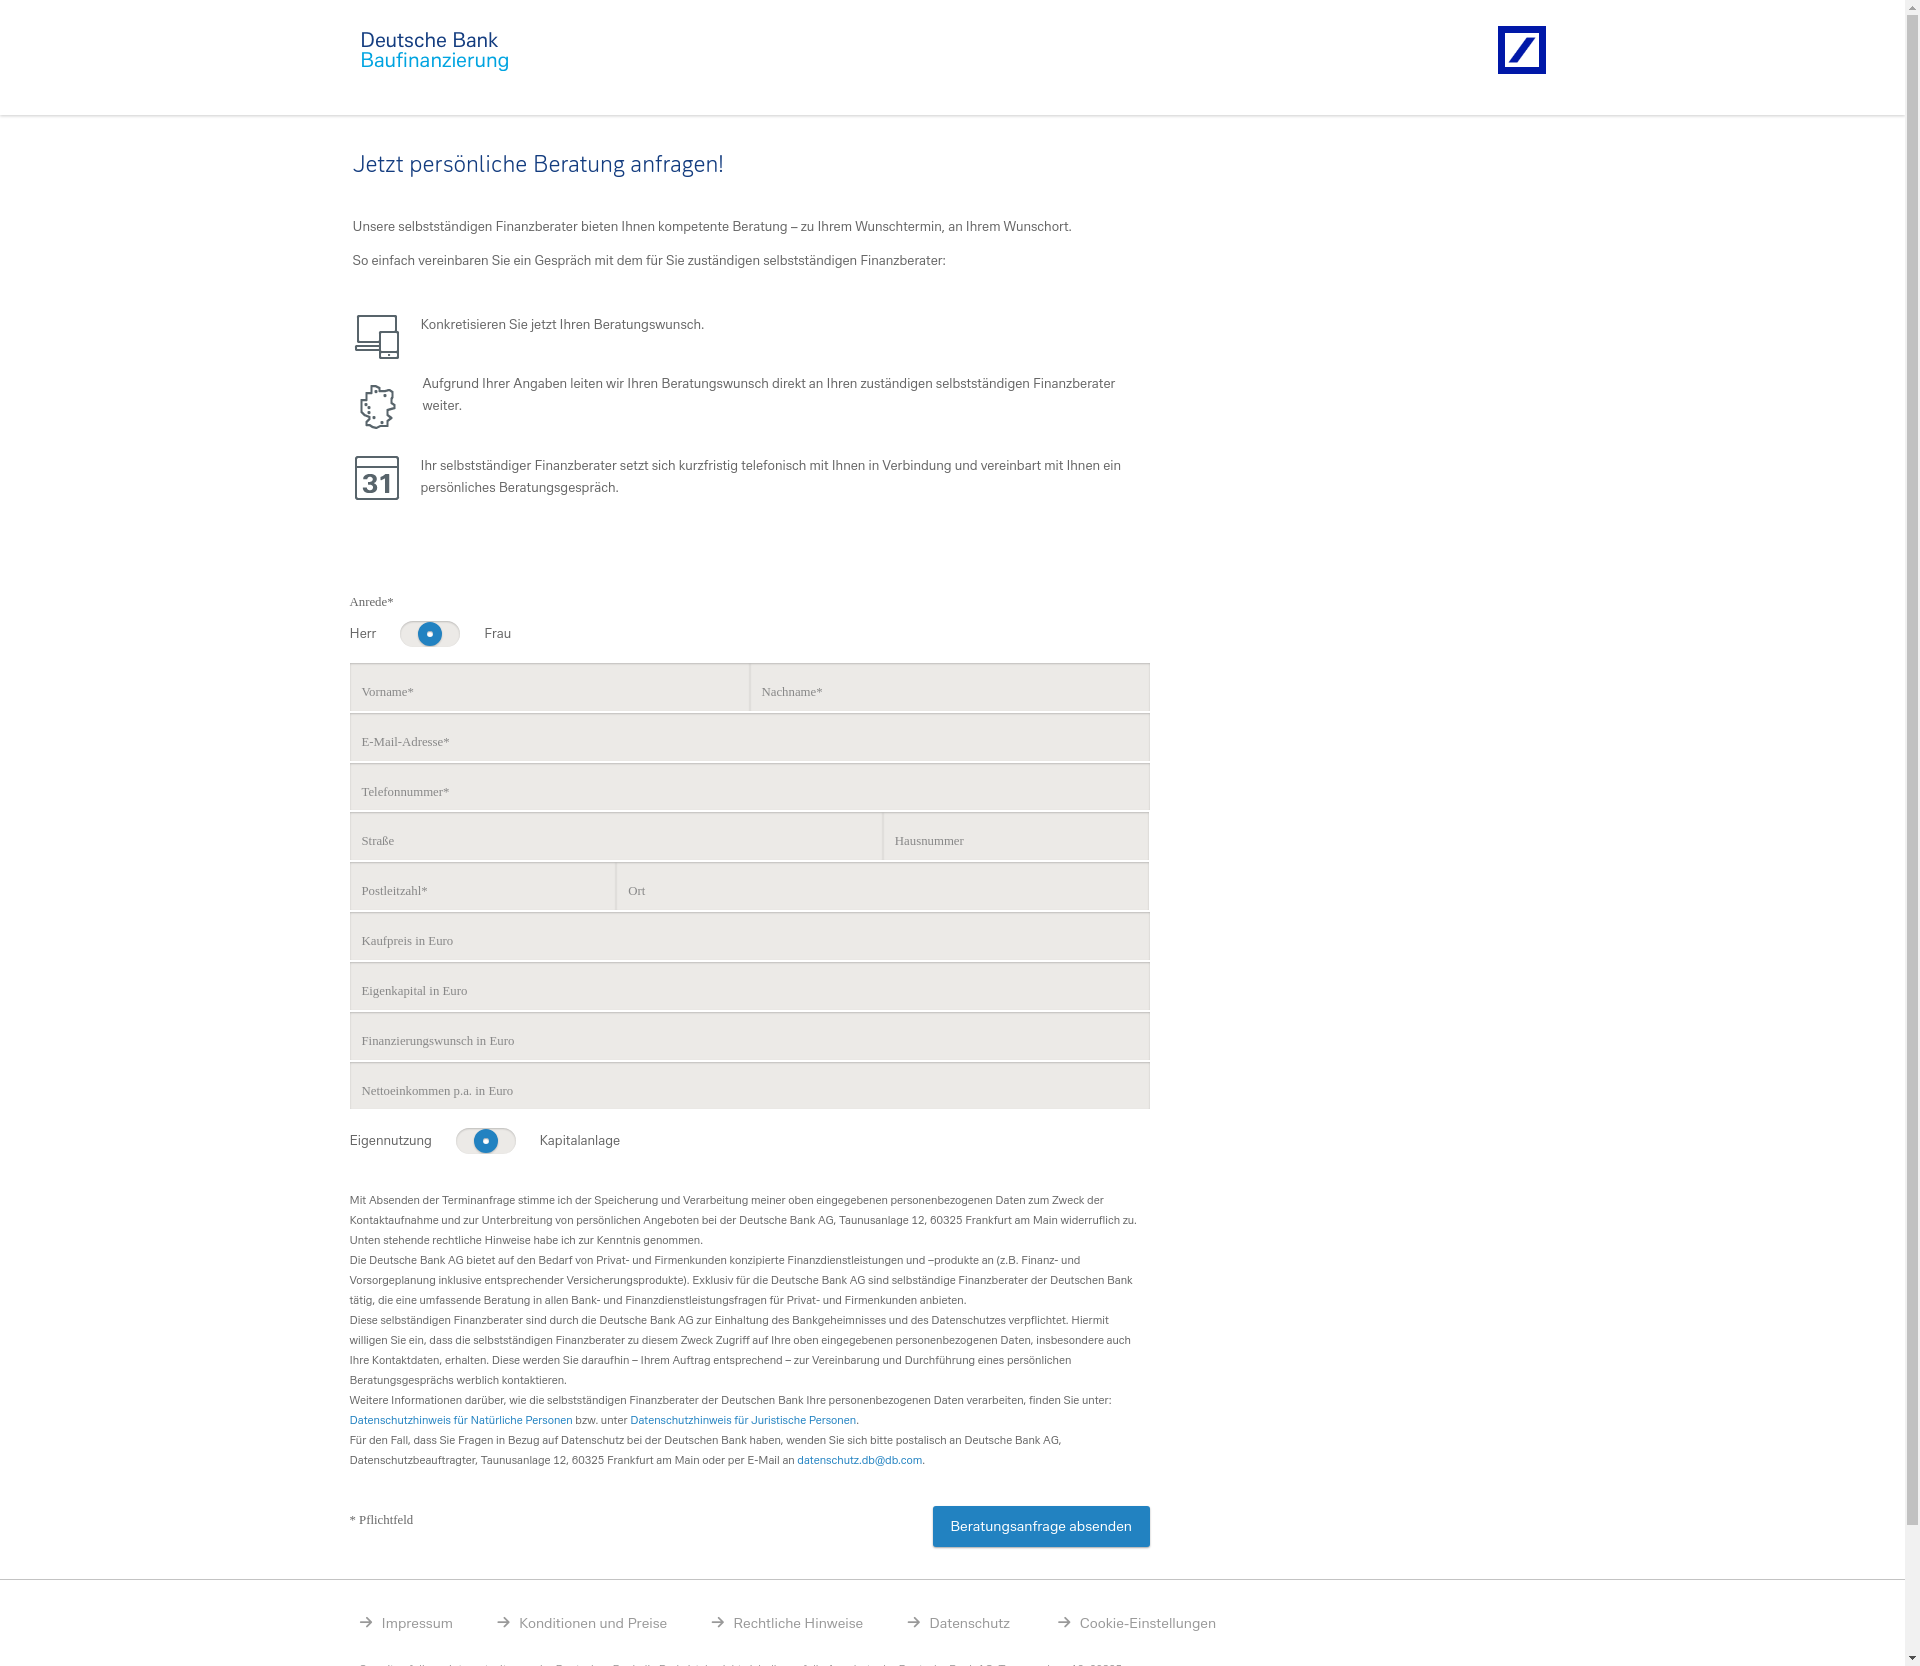 Deutsche Bank
Baufinanzierung
Jetzt persönliche Beratung anfragen!
Unsere selbstständigen Finanzberater bieten Ihnen kompetente Beratung – zu Ihrem Wunschtermin, an Ihrem Wunschort.
So einfach vereinbaren Sie ein Gespräch mit dem für Sie zuständigen selbstständigen Finanzberater:
Konkretisieren Sie jetzt Ihren Beratungswunsch.
Aufgrund Ihrer Angaben leiten wir Ihren Beratungswunsch direkt an Ihren zuständigen selbstständigen Finanzberater
weiter.
31
Ihr selbstständiger Finanzberater setzt sich kurzfristig telefonisch mit Ihnen in Verbindung und vereinbart mit Ihnen ein
persönliches Beratungsgespräch.
Anrede*
Herr Frau
Vorname* Nachname*
E-Mail-Adresse*
Telefonnummer*
Straße Hausnummer
Postleitzahl* Ort
Kaufpreis in Euro
Eigenkapital in Euro
Finanzierungswunsch in Euro
Nettoeinkommen p.a. in Euro
Eigennutzung Kapitalanlage
Mit Absenden der Terminanfrage stimme ich der Speicherung und Verarbeitung meiner oben eingegebenen personenbezogenen Daten zum Zweck der
Kontaktaufnahme und zur Unterbreitung von persönlichen Angeboten bei der Deutsche Bank AG, Taunusanlage 12, 60325 Frankfurt am Main widerruflich zu.
Unten stehende rechtliche Hinweise habe ich zur Kenntnis genommen.
Die Deutsche Bank AG bietet auf den Bedarf von Privat- und Firmenkunden konzipierte Finanzdienstleistungen und –produkte an (z.B. Finanz- und
Vorsorgeplanung inklusive entsprechender Versicherungsprodukte). Exklusiv für die Deutsche Bank AG sind selbständige Finanzberater der Deutschen Bank
tätig, die eine umfassende Beratung in allen Bank- und Finanzdienstleistungsfragen für Privat- und Firmenkunden anbieten.
Diese selbständigen Finanzberater sind durch die Deutsche Bank AG zur Einhaltung des Bankgeheimnisses und des Datenschutzes verpflichtet. Hiermit
willigen Sie ein, dass die selbstständigen Finanzberater zu diesem Zweck Zugriff auf Ihre oben eingegebenen personenbezogenen Daten, insbesondere auch
Ihre Kontaktdaten, erhalten. Diese werden Sie daraufhin – Ihrem Auftrag entsprechend – zur Vereinbarung und Durchführung eines persönlichen
Beratungsgesprächs werblich kontaktieren.
Weitere Informationen darüber, wie die selbstständigen Finanzberater der Deutschen Bank Ihre personenbezogenen Daten verarbeiten, finden Sie unter:
Datenschutzhinweis für Natürliche Personen bzw. unter Datenschutzhinweis für Juristische Personen.
Für den Fall, dass Sie Fragen in Bezug auf Datenschutz bei der Deutschen Bank haben, wenden Sie sich bitte postalisch an Deutsche Bank AG,
Datenschutzbeauftragter, Taunusanlage 12, 60325 Frankfurt am Main oder per E-Mail an datenschutz.db@db.com.
* Pflichtfeld
Beratungsanfrage absenden
Impressum Konditionen und Preise Rechtliche Hinweise Datenschutz Cookie-Einstellungen